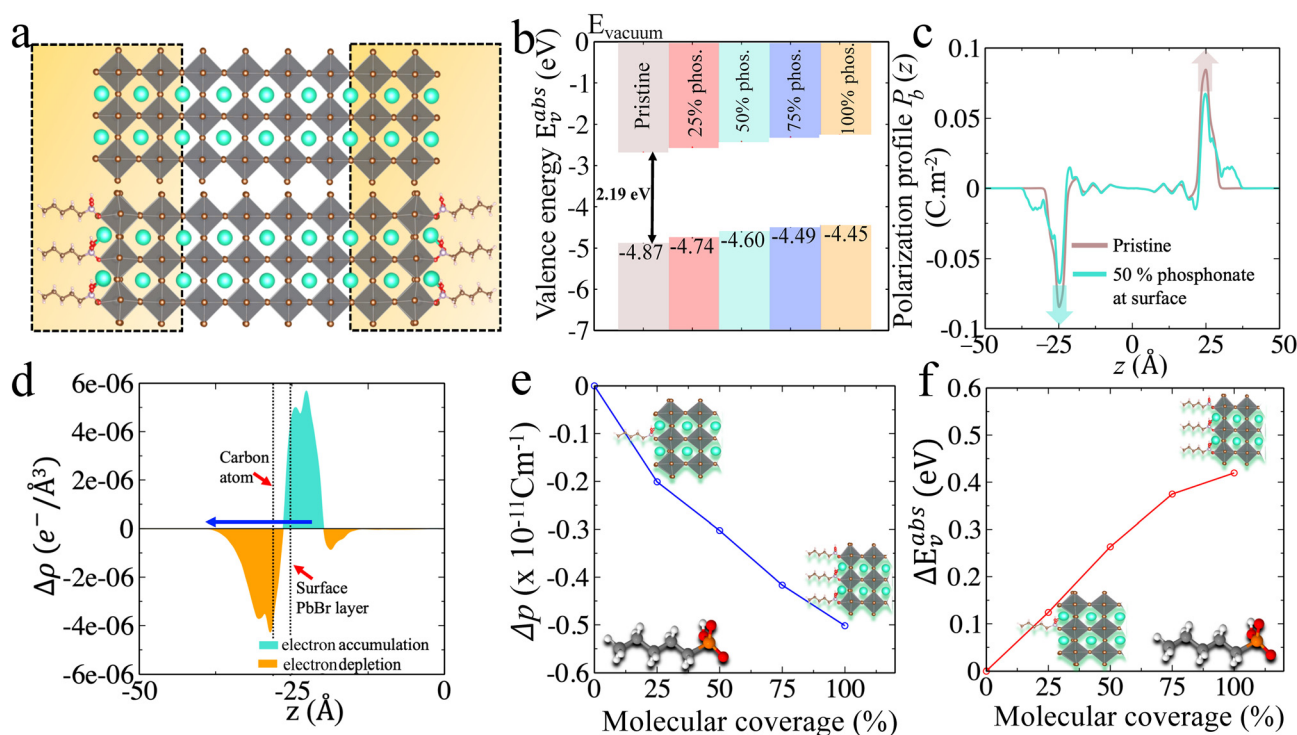 a
b
E_vacuum
Valence energy E_v^abs (eV)
0
-1
-2
-3
-4
-5
-6
-7
Pristine
25% phos.
50% phos.
75% phos.
100% phos.
2.19 eV
-4.87
-4.74
-4.60
-4.49
-4.45
c
Polarization profile P_b (z)
(C.m⁻²)
0.1
0.05
0
-0.05
-0.1
Pristine
50 % phosphonate
at surface
−50
−25
0
25
50
z (Å)
d
Δρ (e⁻/Å³)
6e-06
4e-06
2e-06
0
-2e-06
-4e-06
-6e-06
Carbon
atom
Surface
PbBr layer
electron accumulation
electron depletion
-50
-25
0
z (Å)
e
Δp (x 10⁻¹¹Cm⁻¹)
0
-0.1
-0.2
-0.3
-0.4
-0.5
-0.6
0
25
50
75
100
Molecular coverage (%)
f
ΔE_v^abs (eV)
0.6
0.5
0.4
0.3
0.2
0.1
0
0
25
50
75
100
Molecular coverage (%)